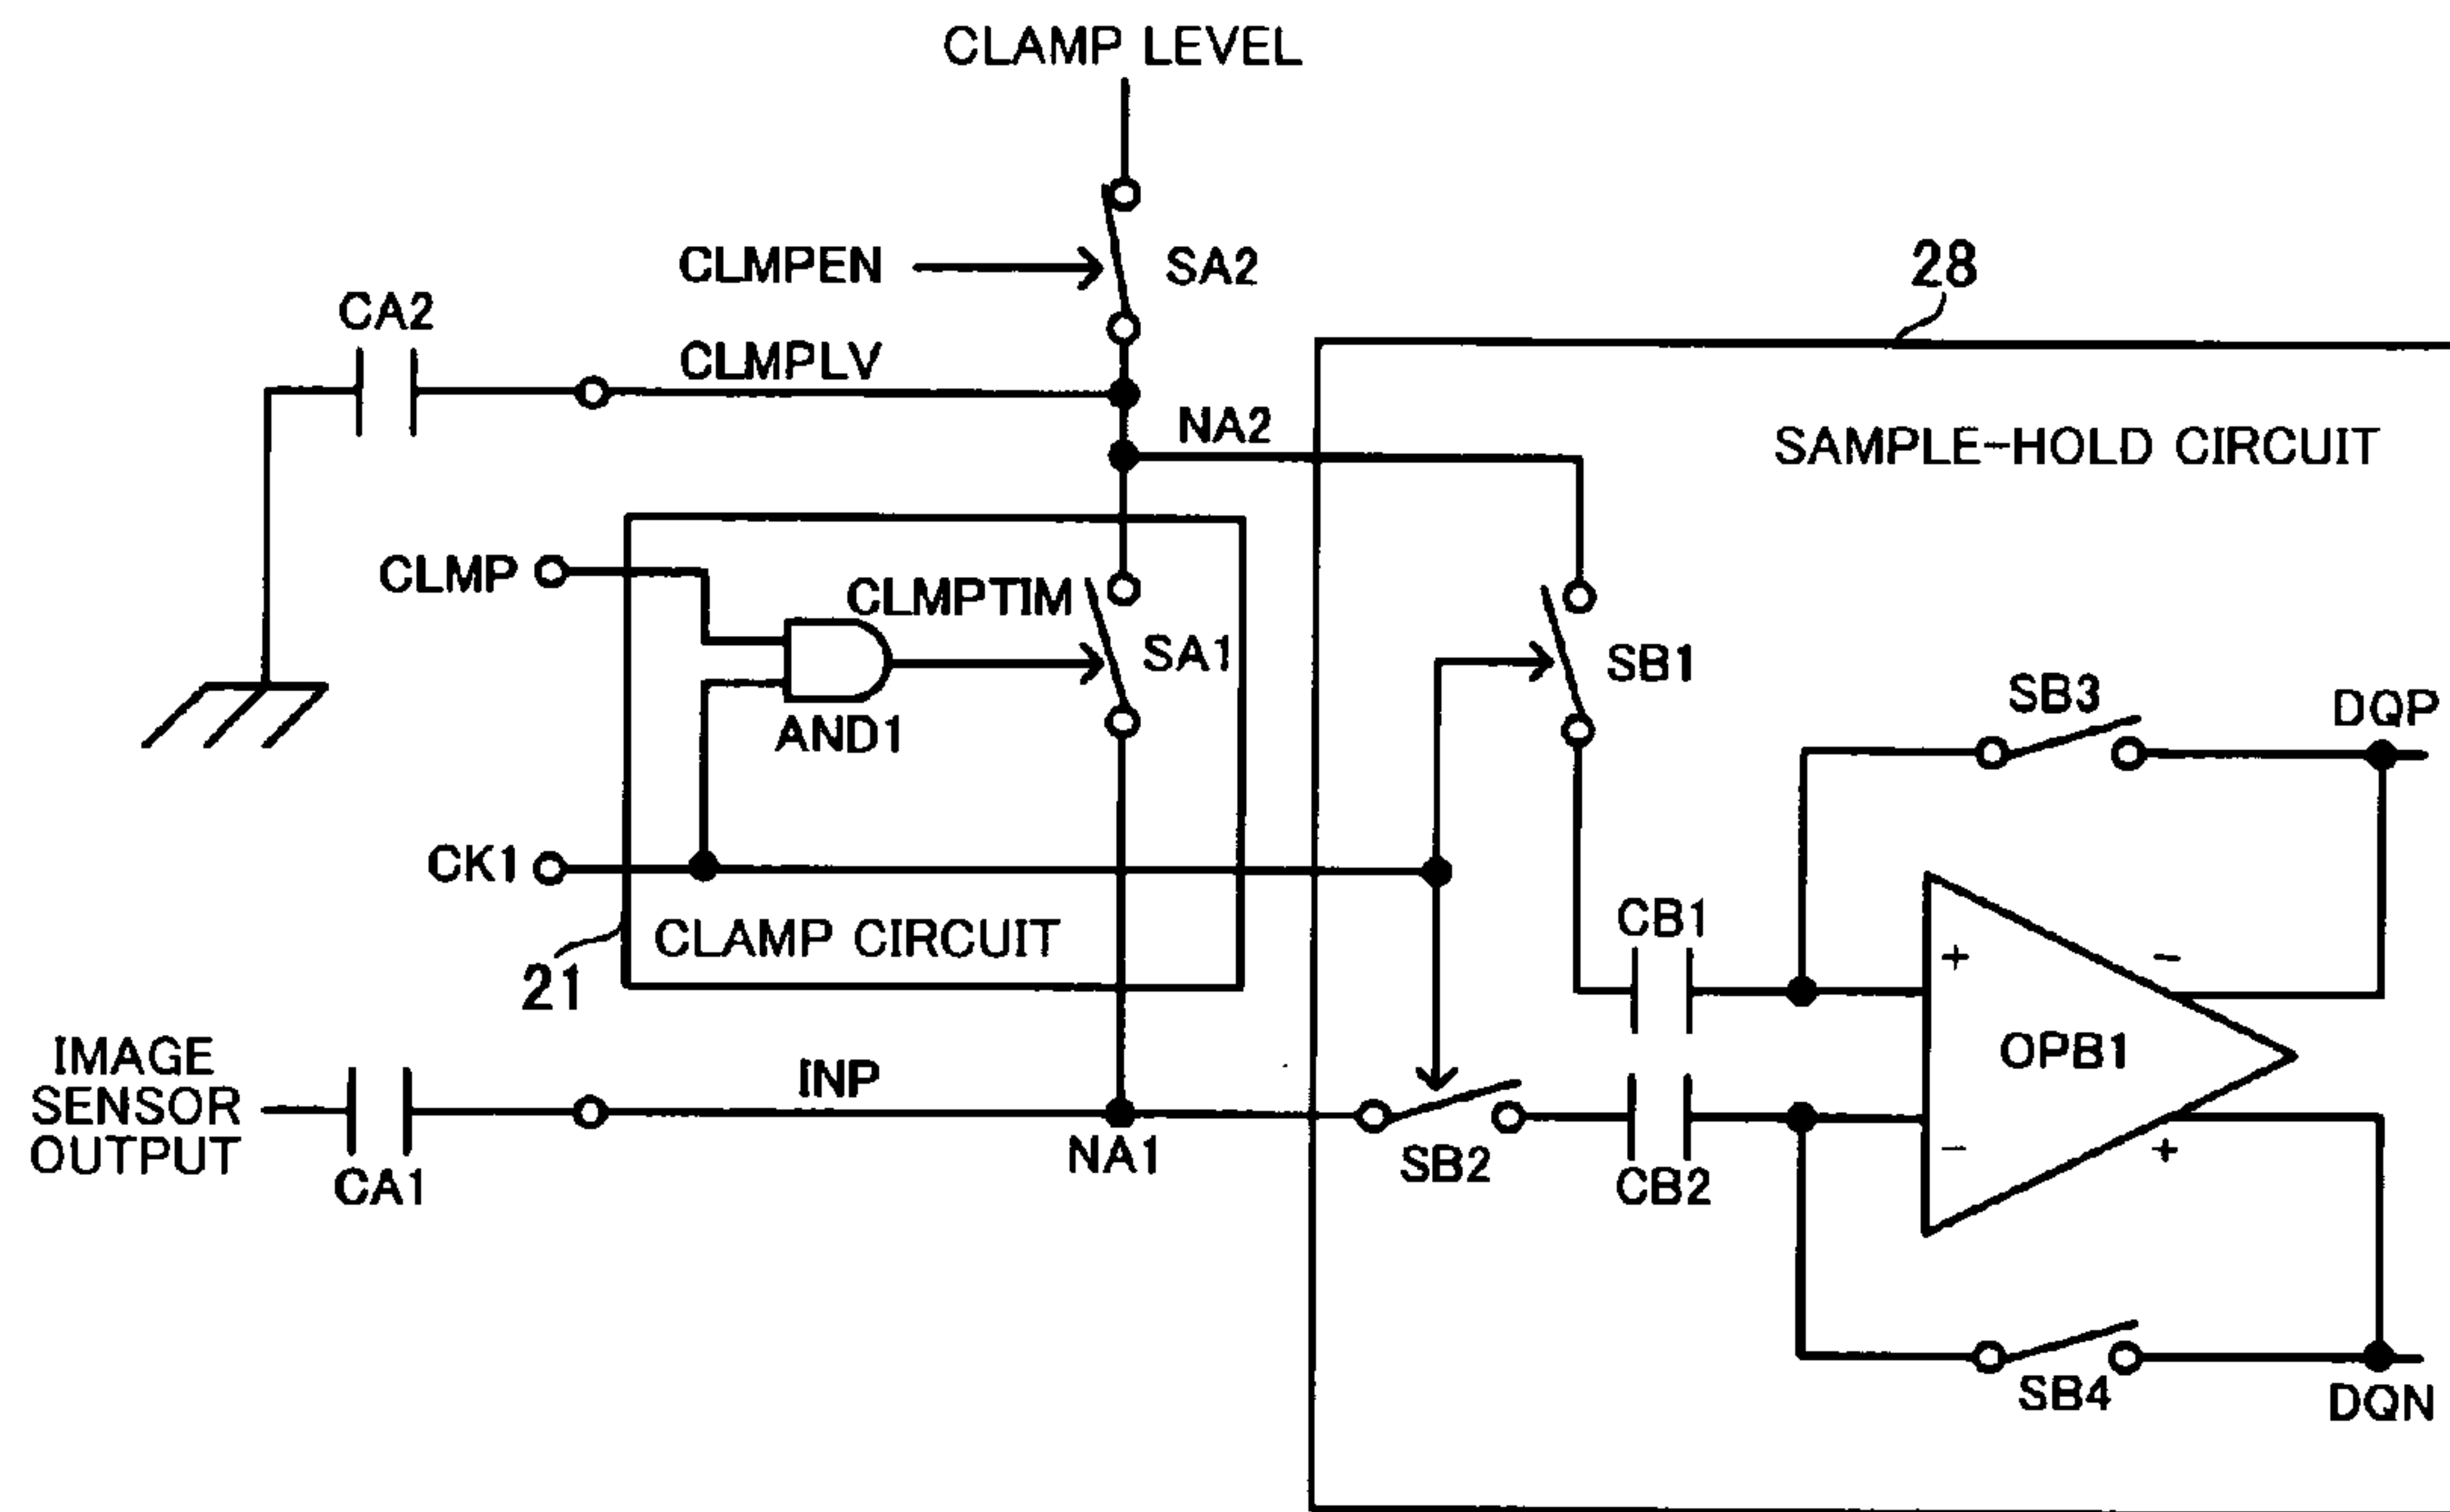 CLAMP LEVEL
CLMPEN
SA2
28
CA2
CLMPLV
NA2
SAMPLE-HOLD CIRCUIT
CLMP
CLMPTIM
SA1
SB1
AND1
SB3
DQP
CK1
CLAMP CIRCUIT
21
CB1
+
-
OPB1
IMAGE
SENSOR
OUTPUT
INP
CA1
NA1
SB2
CB2
-
+
SB4
DQN